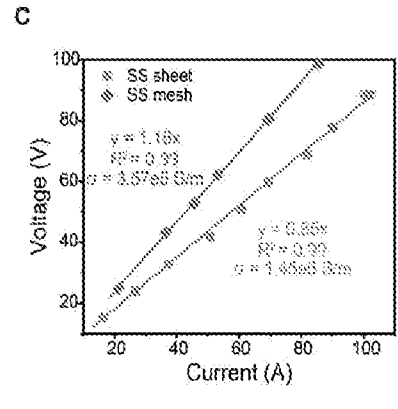 C
100
80
60
40
20
Voltage (V)
SS sheet
SS mesh
y = 1.16x
R² = 0.99
y = 0.86x
R² = 0.99
20 40 60 80 100
Current (A)